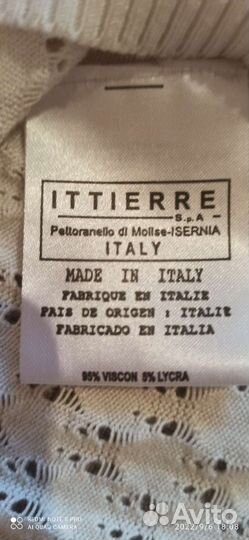 ITTIERRE
S.p.A
Pettoranello di Molise-ISERNIA
ITALY
MADE IN ITALY
FABRIQUE EN ITALIE
PAIS DE ORIGEN : ITALIE
FABRICADO EN ITALIA
95% VISCON 5% LYCRA
REDMI NOTE 8 PRO
AI QUAD CAMERA
2022/9/6 18:08
Avito